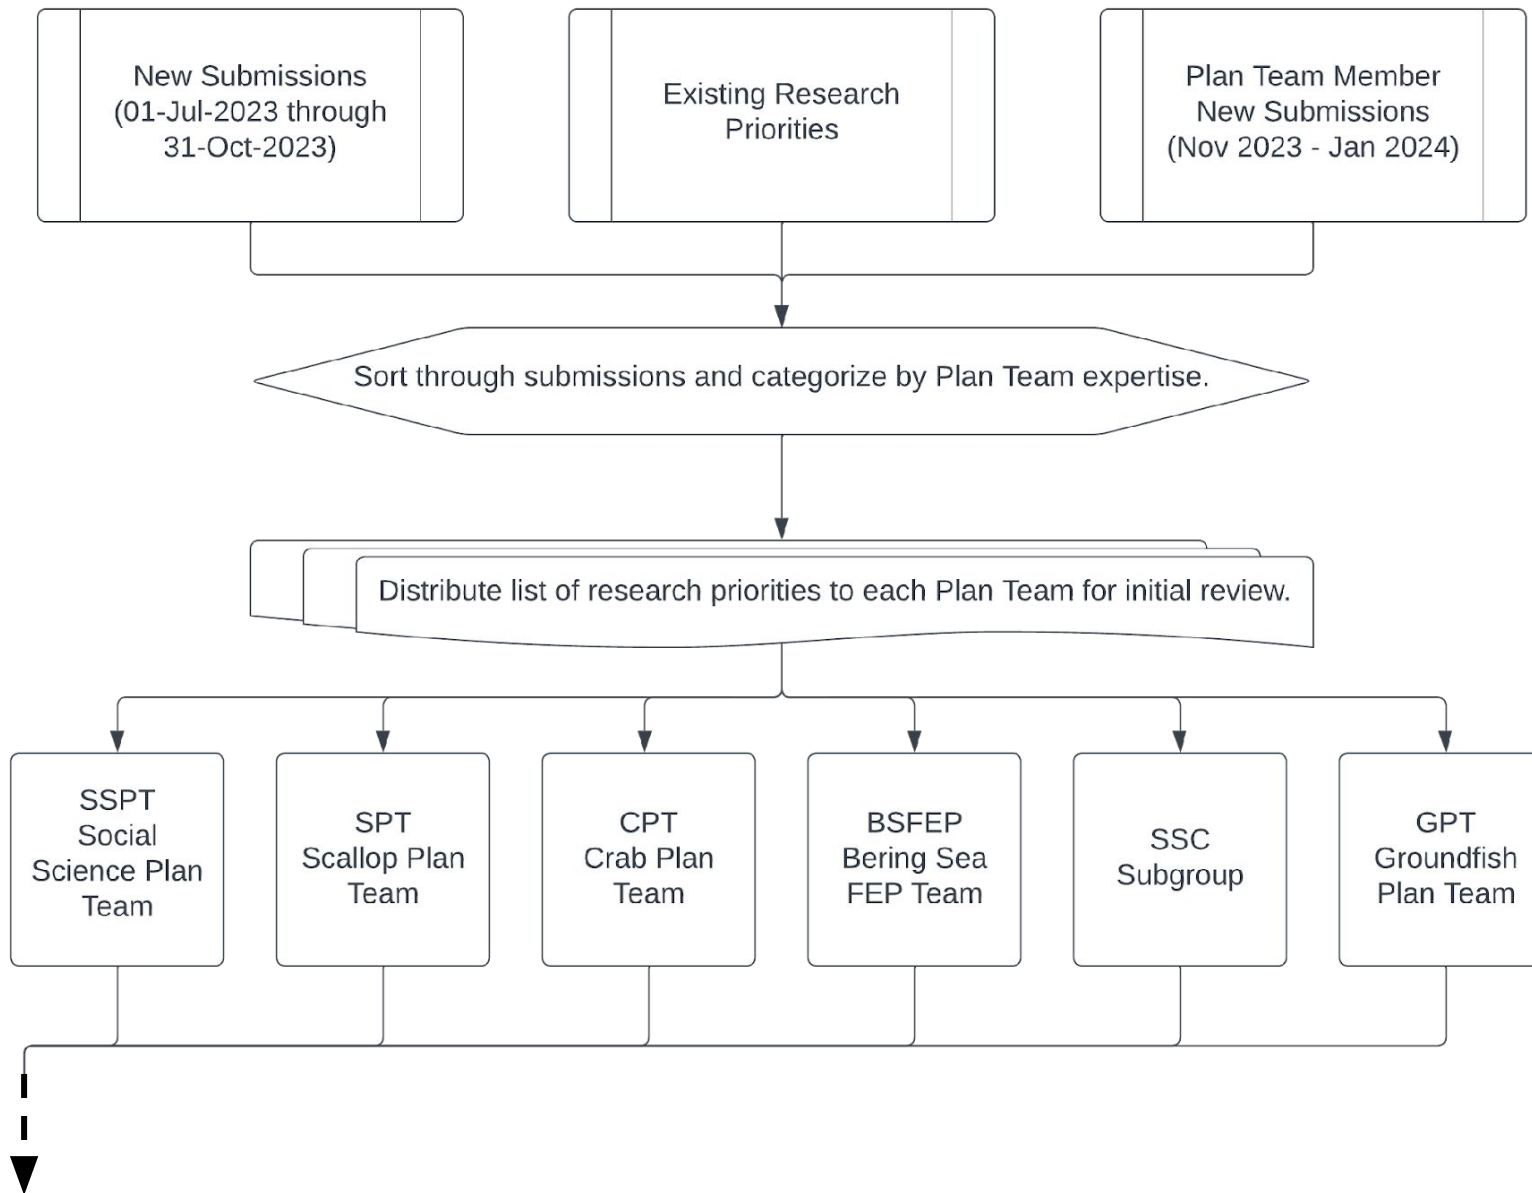 New Submissions
(01-Jul-2023 through
31-Oct-2023)
Existing Research
Priorities
Plan Team Member
New Submissions
(Nov 2023 - Jan 2024)
Sort through submissions and categorize by Plan Team expertise.
Distribute list of research priorities to each Plan Team for initial review.
SSPT
Social
Science Plan
Team
SPT
Scallop Plan
Team
CPT
Crab Plan
Team
BSFEP
Bering Sea
FEP Team
SSC
Subgroup
GPT
Groundfish
Plan Team